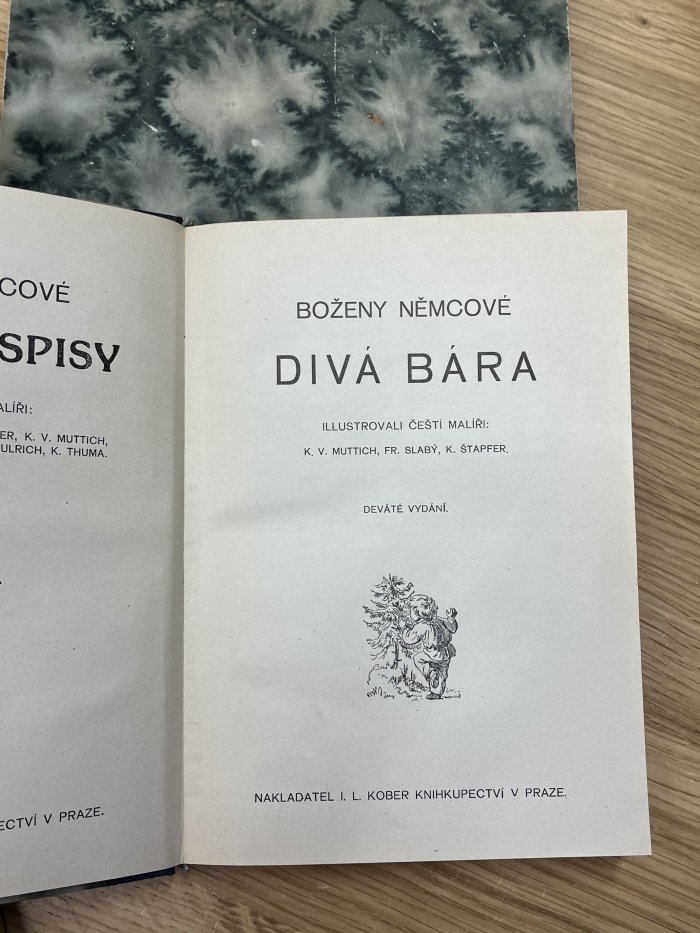 COVÉ
SPISY
ALÍŘI:
ER, K. V. MUTTICH,
ULRICH, K. THUMA.
ECTVÍ V PRAZE.
BOŽENY NĚMCOVÉ
DIVÁ BÁRA
ILLUSTROVALI ČEŠTÍ MALÍŘI:
K. V. MUTTICH, FR. SLABÝ, K. ŠTAPFER.
DEVÁTÉ VYDÁNÍ.
NAKLADATEL I. L. KOBER KNIHKUPECTVÍ V PRAZE.